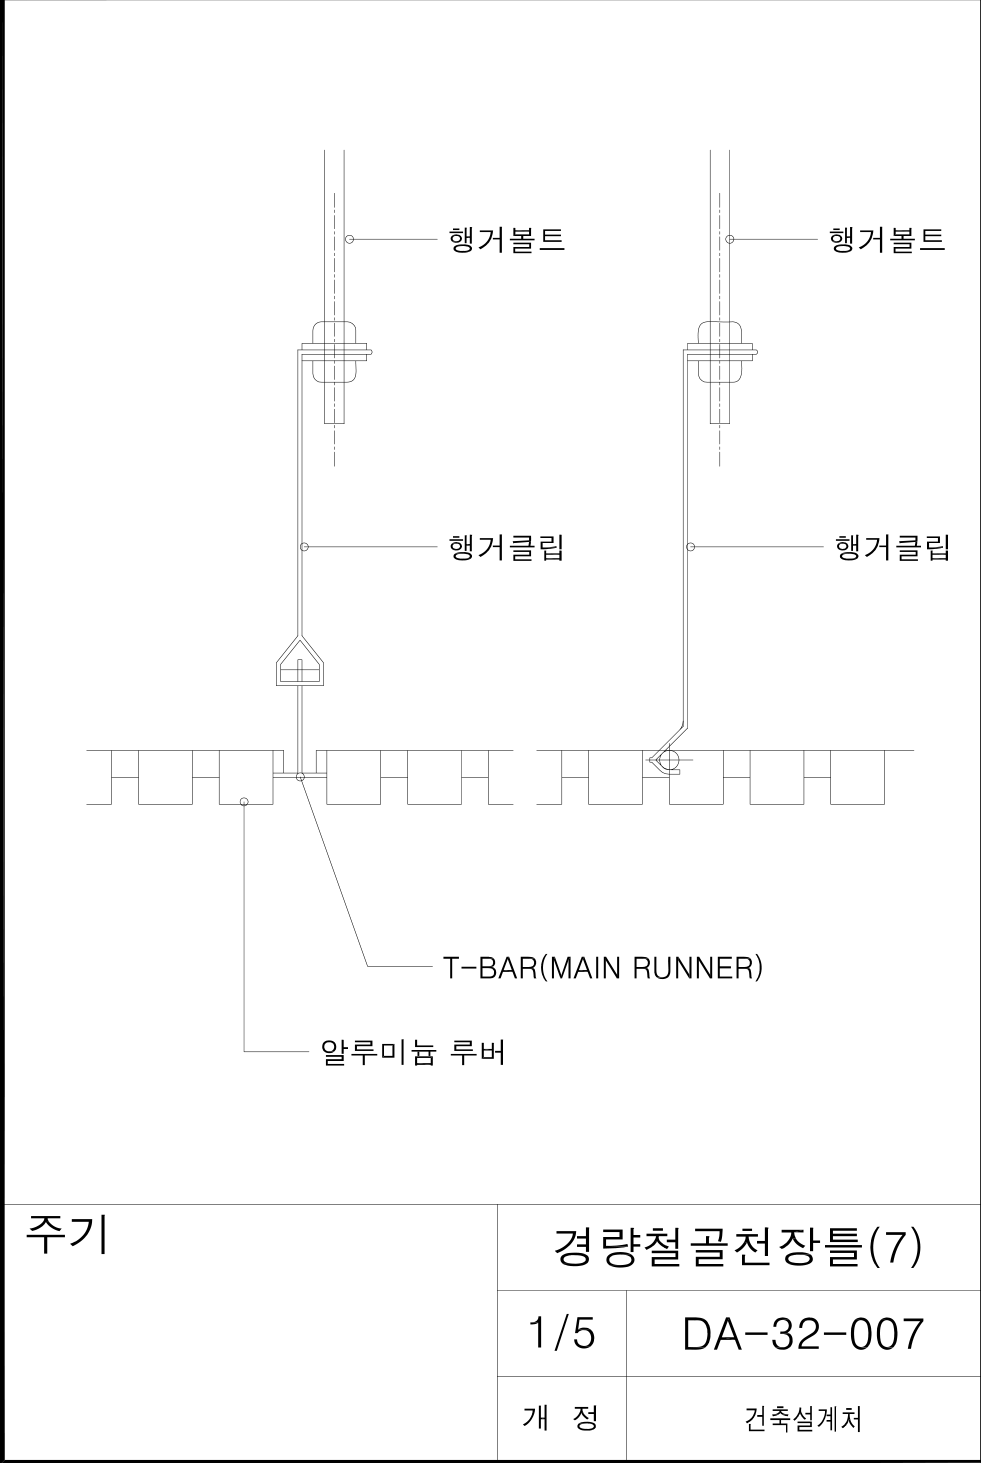 행거볼트
행거볼트
행거클립
행거클립
T-BAR(MAIN RUNNER)
알루미늄 루버
주기
경량철골천장틀(7)
1/5
DA-32-007
개 정
건축설계처